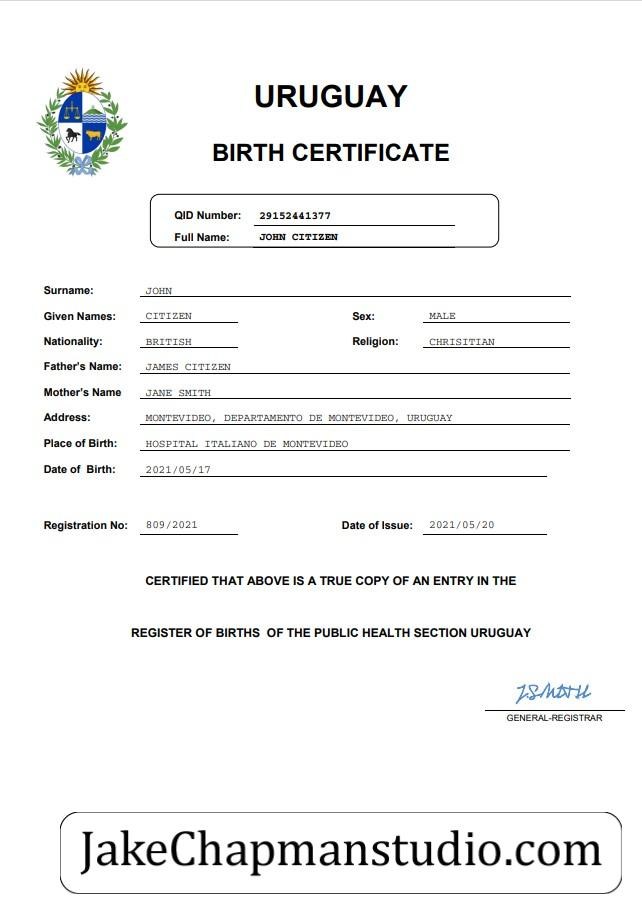 URUGUAY
BIRTH CERTIFICATE
QID Number: 29152441377
Full Name: JOHN CITIZEN
Surname: JOHN
Given Names: CITIZEN Sex: MALE
Nationality: BRITISH Religion: CHRISITIAN
Father's Name: JAMES CITIZEN
Mother's Name JANE SMITH
Address: MONTEVIDEO, DEPARTAMENTO DE MONTEVIDEO, URUGUAY
Place of Birth: HOSPITAL ITALIANO DE MONTEVIDEO
Date of Birth: 2021/05/17
Registration No: 809/2021 Date of Issue: 2021/05/20
CERTIFIED THAT ABOVE IS A TRUE COPY OF AN ENTRY IN THE
REGISTER OF BIRTHS OF THE PUBLIC HEALTH SECTION URUGUAY
GENERAL-REGISTRAR
JakeChapmanstudio.com